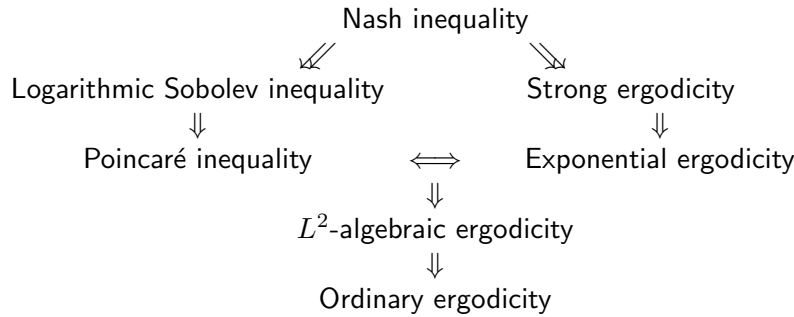 Nash inequality
⇙⇙ ⇘⇘
Logarithmic Sobolev inequality Strong ergodicity
⇓ ⇓
Poincaré inequality ⟺ Exponential ergodicity
⇓
L²-algebraic ergodicity
⇓
Ordinary ergodicity